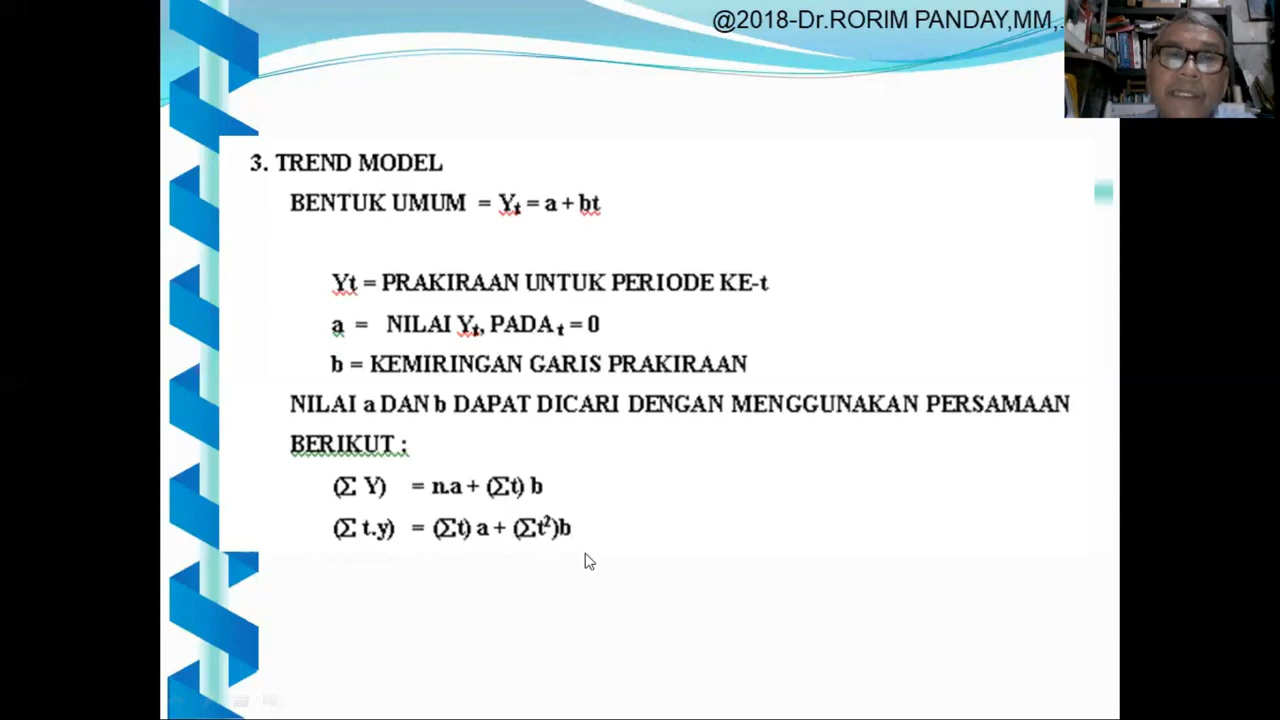 @2018-Dr.RORIM PANDAY,MM,.
3. TREND MODEL
BENTUK UMUM = Yₜ = a + bt
Yt = PRAKIRAAN UNTUK PERIODE KE-t
a = NILAI Yₜ, PADA ₜ = 0
b = KEMIRINGAN GARIS PRAKIRAAN
NILAI a DAN b DAPAT DICARI DENGAN MENGGUNAKAN PERSAMAAN
BERIKUT :
(Σ Y) = n.a + (Σt) b
(Σ t.y) = (Σt) a + (Σt²)b